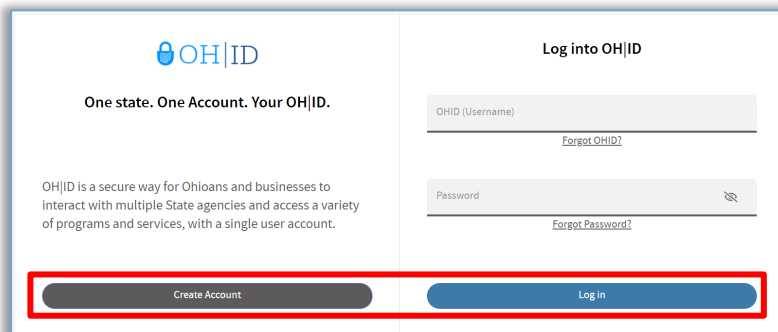 OH|ID
One state. One Account. Your OH|ID.
OH|ID is a secure way for Ohioans and businesses to
interact with multiple State agencies and access a variety
of programs and services, with a single user account.
Create Account
Log into OH|ID
OHID (Username)
Forgot OHID?
Password
Forgot Password?
Log in